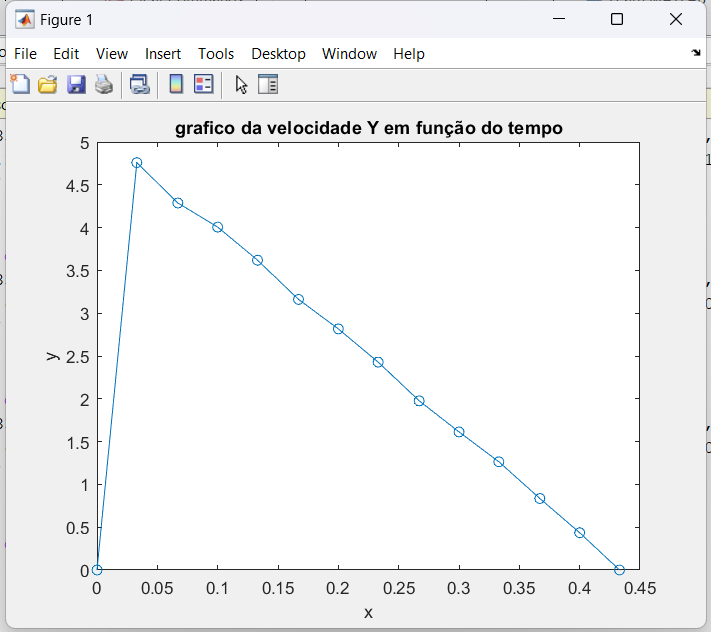 Figure 1
File Edit View Insert Tools Desktop Window Help
grafico da velocidade Y em função do tempo
5
4.5
4
3.5
3
2.5
2
1.5
1
0.5
0
y
0 0.05 0.1 0.15 0.2 0.25 0.3 0.35 0.4 0.45
x